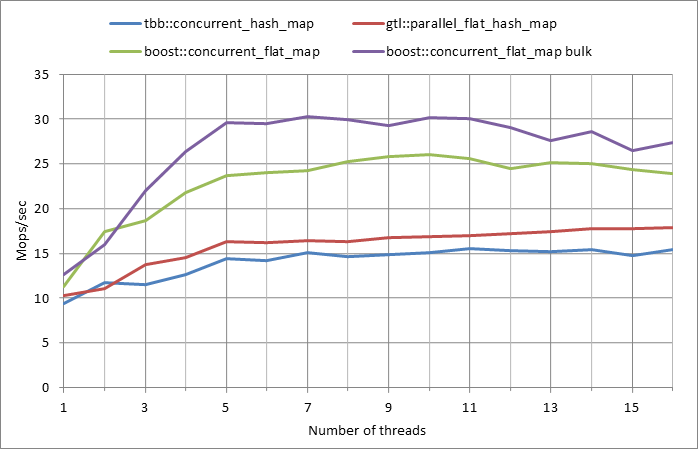 tbb::concurrent_hash_map gtl::parallel_flat_hash_map
boost::concurrent_flat_map boost::concurrent_flat_map bulk
35
30
25
20
15
10
5
0
Mops/sec
1 3 5 7 9 11 13 15
Number of threads